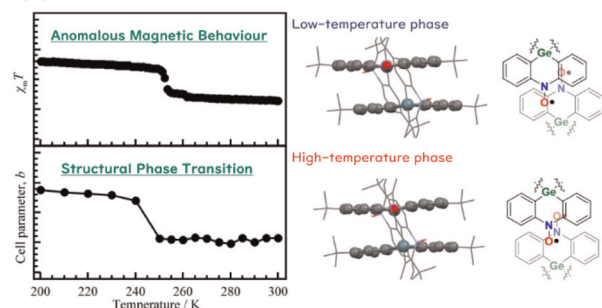 Anomalous Magnetic Behaviour
χmT
Structural Phase Transition
Cell parameter, b
200 220 240 260 280 300
Temperature / K
Low-temperature phase
Ge
O•
N N
O•
Ge
High-temperature phase
Ge
O
N
N
O•
Ge